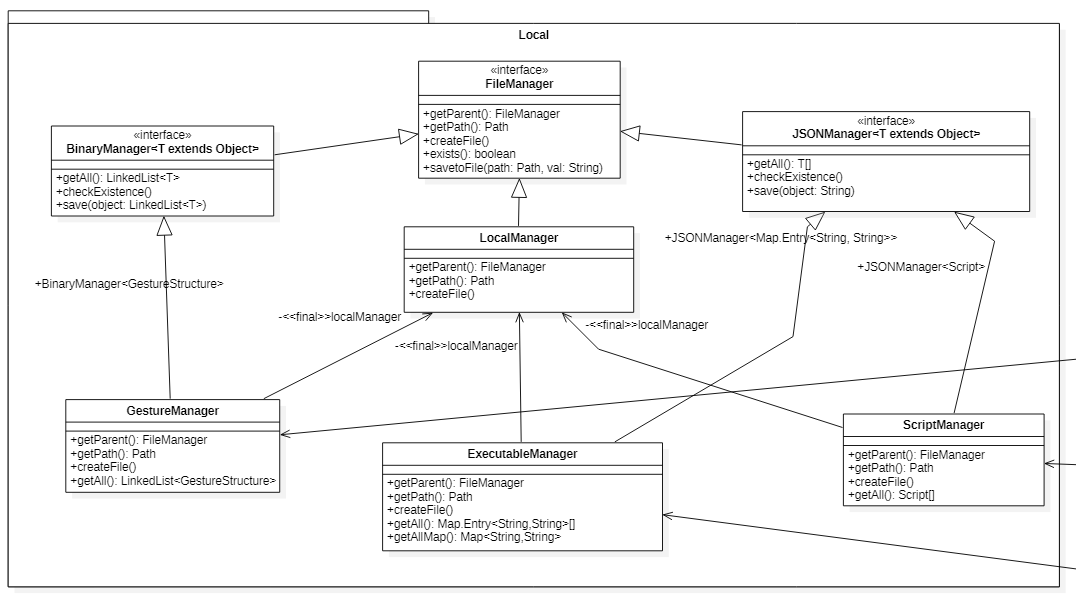 Local
«interface»
FileManager
+getParent(): FileManager
+getPath(): Path
+createFile()
+exists(): boolean
+savetoFile(path: Path, val: String)
«interface»
BinaryManager<T extends Object>
+getAll(): LinkedList<T>
+checkExistence()
+save(object: LinkedList<T>)
«interface»
JSONManager<T extends Object>
+getAll(): T[]
+checkExistence()
+save(object: String)
LocalManager
+getParent(): FileManager
+getPath(): Path
+createFile()
+JSONManager<Map.Entry<String, String>>
+JSONManager<Script>
+BinaryManager<GestureStructure>
-<<final>>localManager
-<<final>>localManager
-<<final>>localManager
GestureManager
+getParent(): FileManager
+getPath(): Path
+createFile()
+getAll(): LinkedList<GestureStructure>
ExecutableManager
+getParent(): FileManager
+getPath(): Path
+createFile()
+getAll(): Map.Entry<String,String>[]
+getAllMap(): Map<String,String>
ScriptManager
+getParent(): FileManager
+getPath(): Path
+createFile()
+getAll(): Script[]